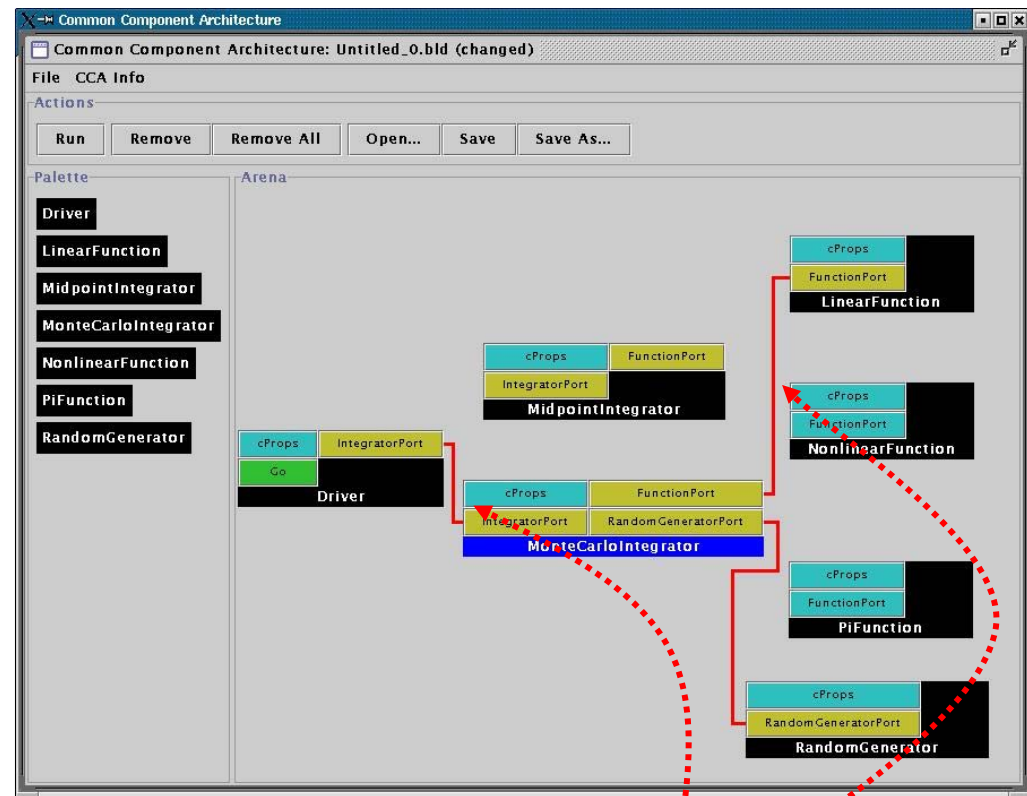 Common Component Architecture
Common Component Architecture: Untitled_0.bld (changed)
File CCA Info
Actions
Run Remove Remove All Open... Save Save As...
Palette
Driver
LinearFunction
MidpointIntegrator
MonteCarloIntegrator
NonlinearFunction
PiFunction
RandomGenerator
Arena
cProps
FunctionPort
LinearFunction
cProps FunctionPort
IntegratorPort
MidpointIntegrator
cProps
FunctionPort
NonlinearFunction
cProps IntegratorPort
Go
Driver
cProps FunctionPort
IntegratorPort RandomGeneratorPort
MonteCarloIntegrator
cProps
FunctionPort
PiFunction
cProps
RandomGeneratorPort
RandomGenerator